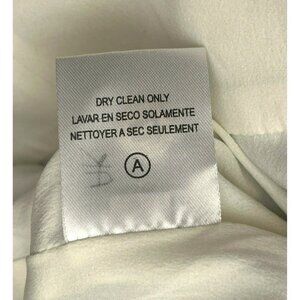 DRY CLEAN ONLY
LAVAR EN SECO SOLAMENTE
NETTOYER A SEC SEULEMENT
A